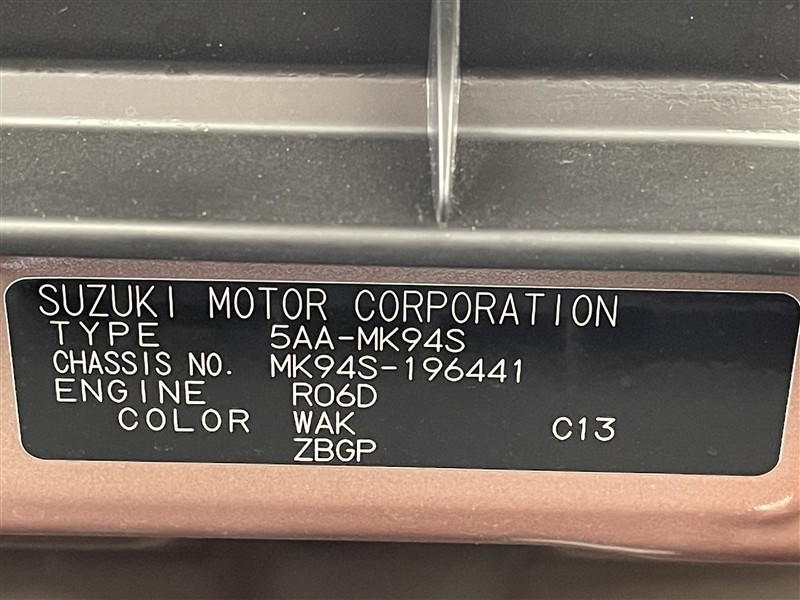 SUZUKI MOTOR CORPORATION
TYPE 5AA-MK94S
CHASSIS NO. MK94S-196441
ENGINE R06D
COLOR WAK C13
ZBGP